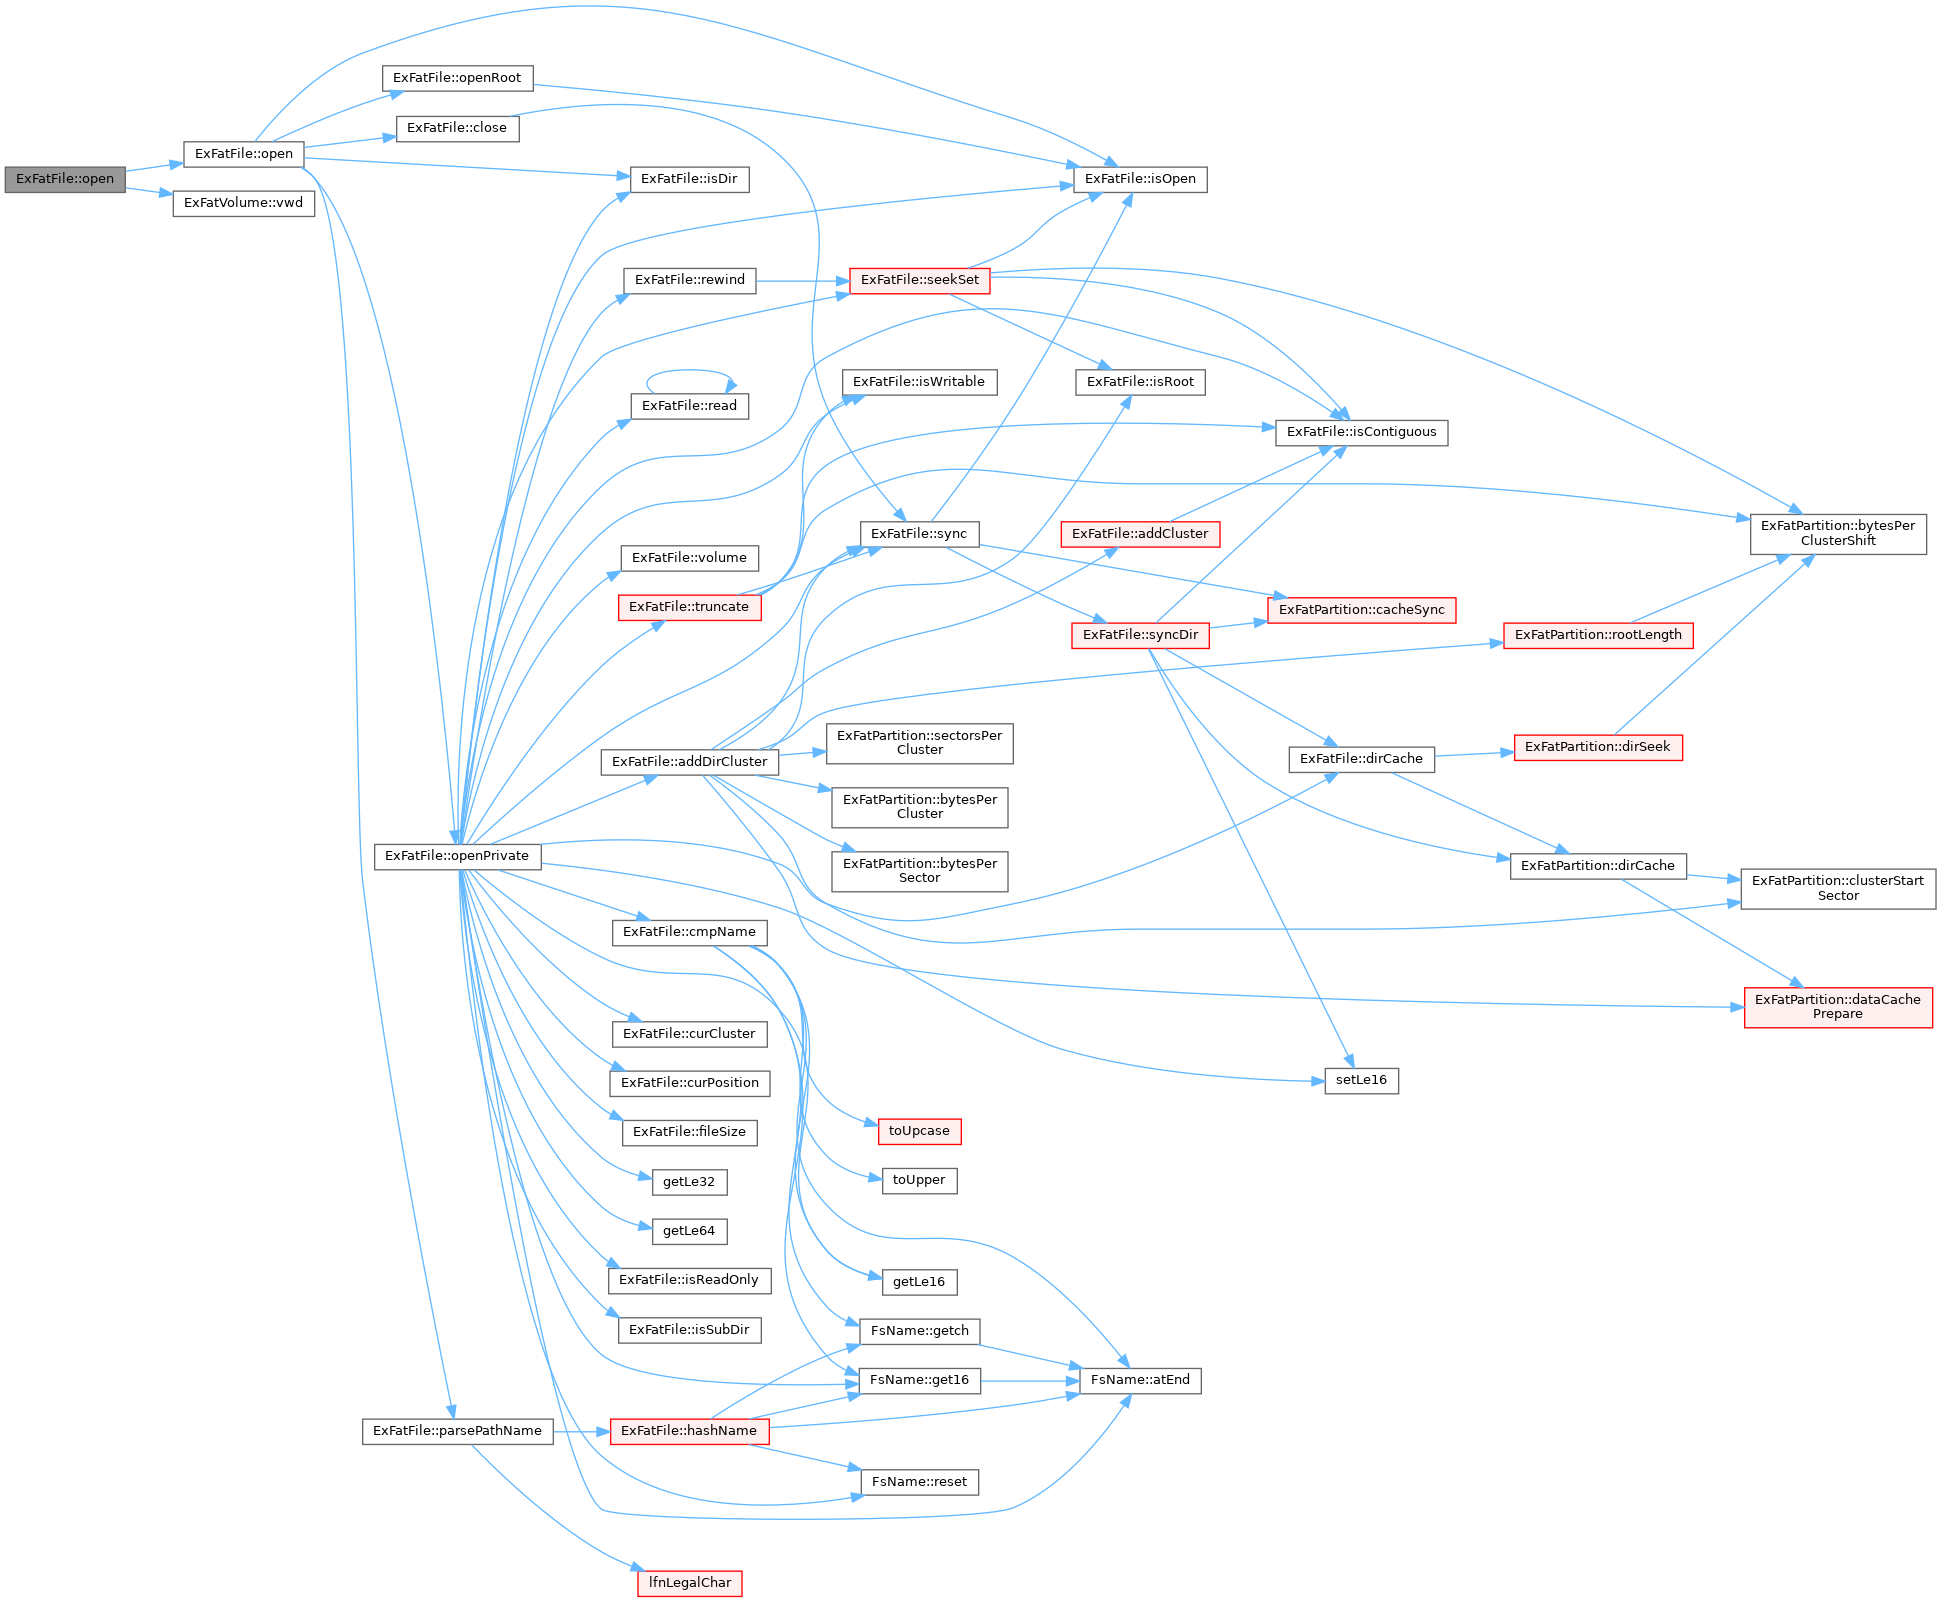 ExFatFile::open
ExFatFile::open
ExFatVolume::vwd
ExFatFile::openRoot
ExFatFile::close
ExFatFile::isDir
ExFatFile::isOpen
ExFatFile::rewind
ExFatFile::seekSet
ExFatFile::read
ExFatFile::isWritable
ExFatFile::isRoot
ExFatFile::isContiguous
ExFatFile::volume
ExFatFile::truncate
ExFatFile::sync
ExFatFile::addCluster
ExFatPartition::bytesPer
ClusterShift
ExFatPartition::cacheSync
ExFatFile::syncDir
ExFatPartition::rootLength
ExFatFile::addDirCluster
ExFatPartition::sectorsPer
Cluster
ExFatPartition::bytesPer
Cluster
ExFatPartition::bytesPer
Sector
ExFatFile::dirCache
ExFatPartition::dirSeek
ExFatFile::openPrivate
ExFatPartition::dirCache
ExFatPartition::clusterStart
Sector
ExFatFile::cmpName
ExFatPartition::dataCache
Prepare
ExFatFile::curCluster
ExFatFile::curPosition
setLe16
ExFatFile::fileSize
toUpcase
getLe32
toUpper
getLe64
ExFatFile::isReadOnly
getLe16
ExFatFile::isSubDir
FsName::getch
FsName::get16
FsName::atEnd
ExFatFile::parsePathName
ExFatFile::hashName
FsName::reset
lfnLegalChar